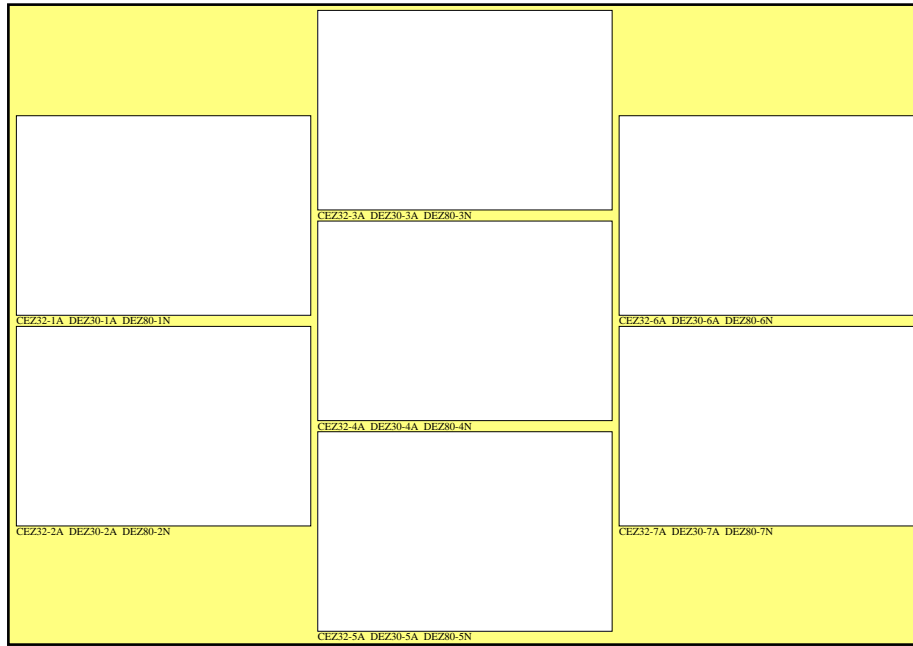 CEZ32-3A DEZ30-3A DEZ80-3N
CEZ32-1A DEZ30-1A DEZ80-1N
CEZ32-6A DEZ30-6A DEZ80-6N
CEZ32-4A DEZ30-4A DEZ80-4N
CEZ32-2A DEZ30-2A DEZ80-2N
CEZ32-7A DEZ30-7A DEZ80-7N
CEZ32-5A DEZ30-5A DEZ80-5N